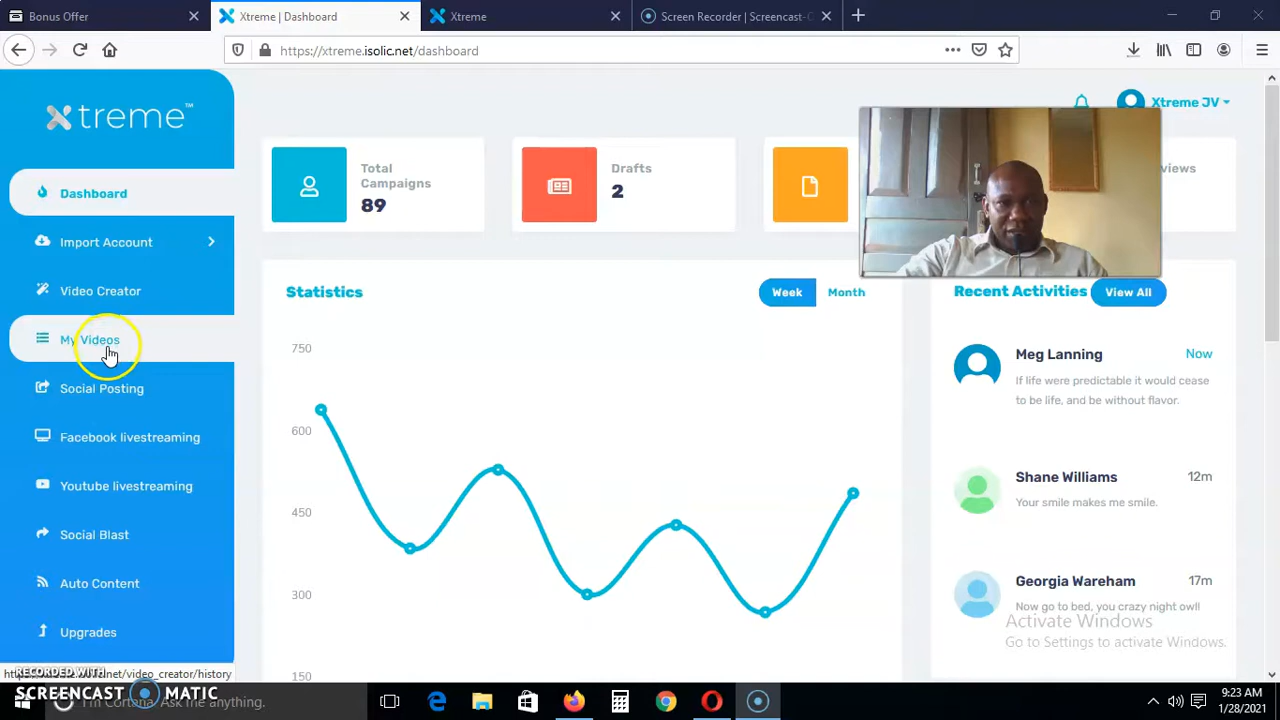 Bonus Offer
Xtreme | Dashboard
Xtreme
Screen Recorder | Screencast-O
https://xtreme.isolic.net/dashboard
xtreme™
Xtreme JV
Dashboard
Import Account
Video Creator
My Videos
Social Posting
Facebook livestreaming
Youtube livestreaming
Social Blast
Auto Content
Upgrades
Total
Campaigns
89
Drafts
2
Statistics
Week
Month
750
600
450
300
150
Recent Activities
View All
Meg Lanning
Now
If life were predictable it would cease
to be life, and be without flavor.
Shane Williams
12m
Your smile makes me smile.
Georgia Wareham
17m
Now go to bed, you crazy night owl!
Activate Windows
Go to Settings to activate Windows.
RECORDED WITH
SCREENCAST MATIC
I'm Cortana. Ask me anything.
9:23 AM
1/28/2021